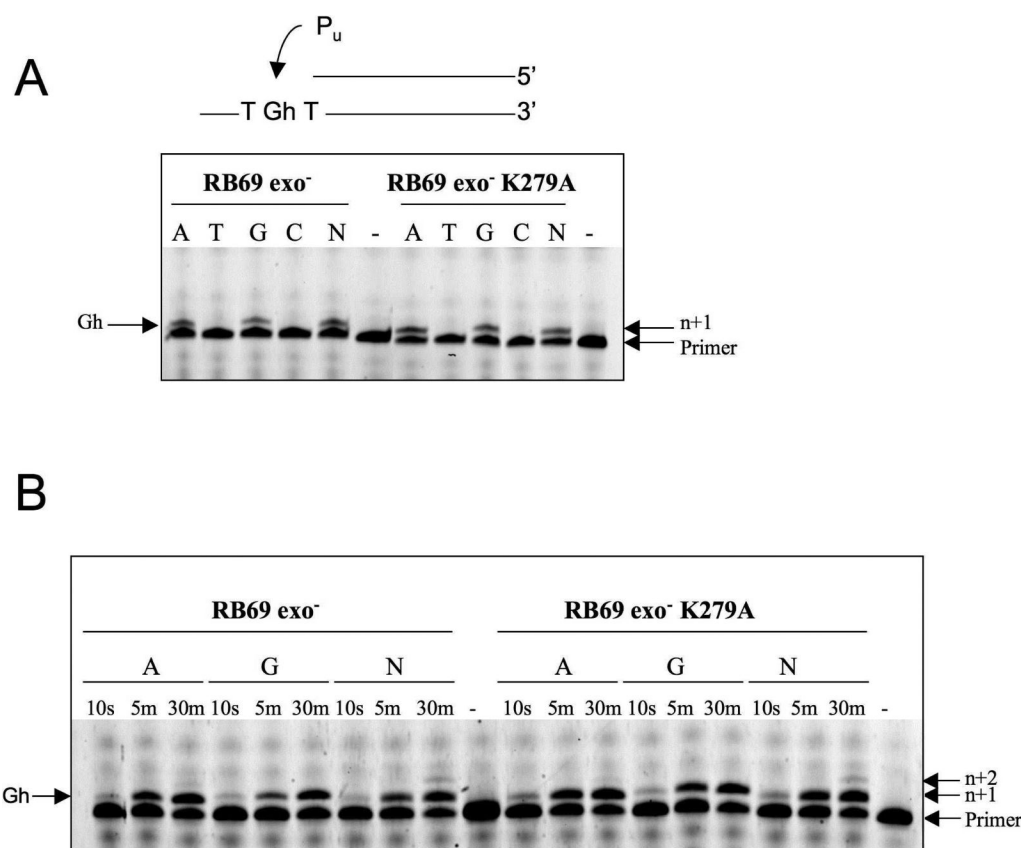 A
Pu
5’
T Gh T
3’
RB69 exo- RB69 exo- K279A
A T G C N - A T G C N -
Gh
n+1
Primer
B
RB69 exo- RB69 exo- K279A
A G N A G N
10s 5m 30m 10s 5m 30m 10s 5m 30m - 10s 5m 30m 10s 5m 30m 10s 5m 30m -
n+2
Gh n+1
Primer